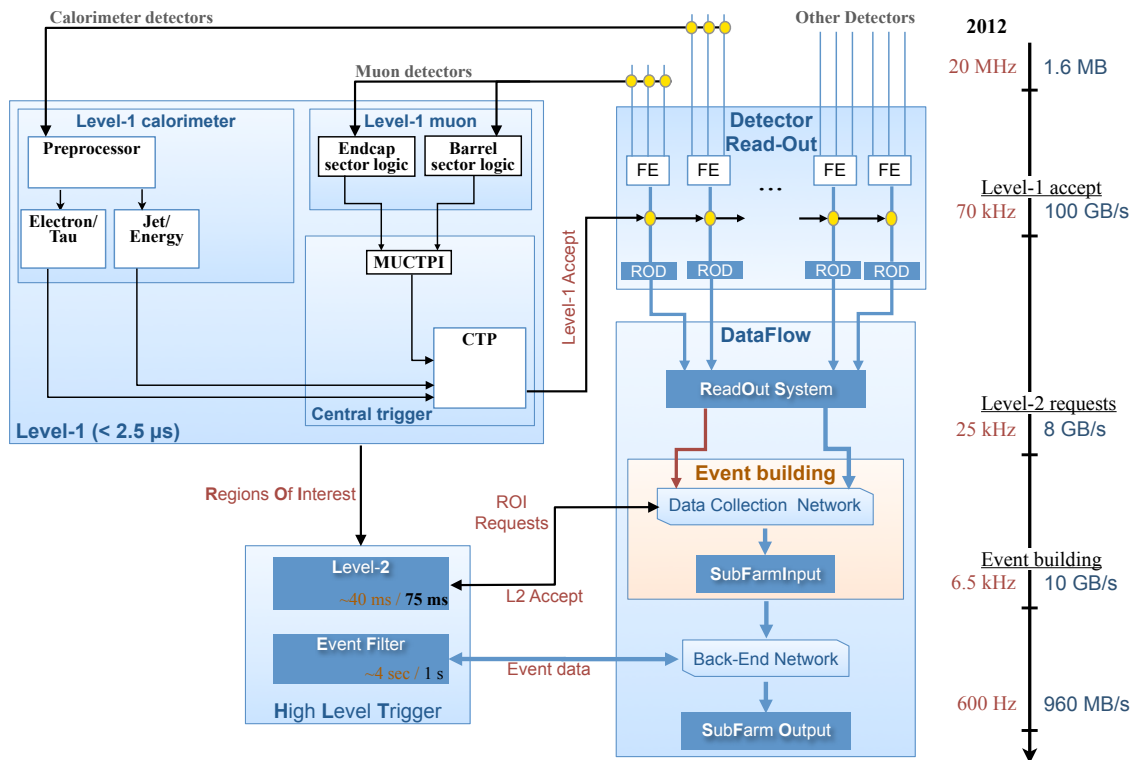 Calorimeter detectors
Muon detectors
Other Detectors
2012
20 MHz
1.6 MB
Level-1 calorimeter
Preprocessor
Electron/
Tau
Jet/
Energy
Level-1 muon
Endcap
sector logic
Barrel
sector logic
MUCTPI
CTP
Central trigger
Level-1 (< 2.5 µs)
Level-1 Accept
Detector
Read-Out
FE
FE
FE
FE
...
ROD
ROD
ROD
ROD
Level-1 accept
70 kHz
100 GB/s
DataFlow
ReadOut System
Level-2 requests
25 kHz
8 GB/s
Event building
Data Collection Network
SubFarmInput
Regions Of Interest
ROI
Requests
L2 Accept
Level-2
~40 ms / 75 ms
Event Filter
~4 sec / 1 s
High Level Trigger
Event data
Back-End Network
SubFarm Output
Event building
6.5 kHz
10 GB/s
600 Hz
960 MB/s